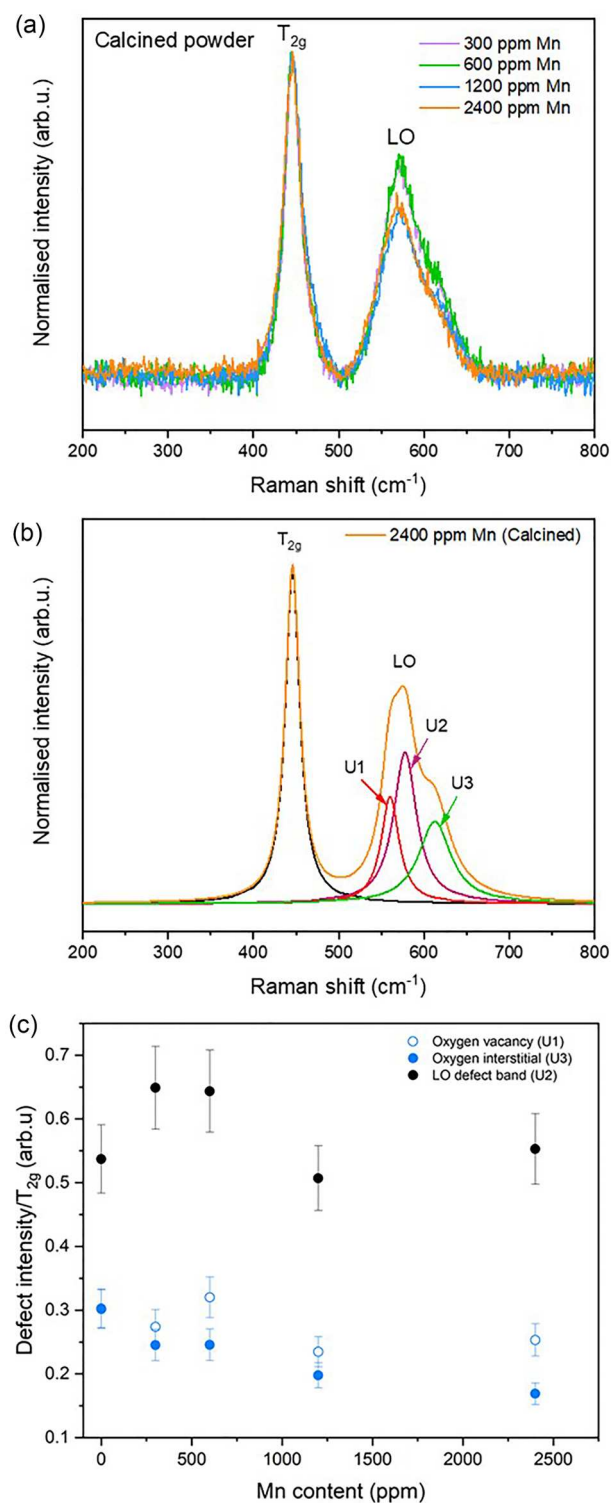 (a)
Calcined powder
T2g
300 ppm Mn
600 ppm Mn
1200 ppm Mn
2400 ppm Mn
LO
Normalised intensity (arb.u.)
200 300 400 500 600 700 800
Raman shift (cm-1)
(b)
T2g
2400 ppm Mn (Calcined)
LO
U2
U1
U3
Normalised intensity (arb.u.)
200 300 400 500 600 700 800
Raman shift (cm-1)
(c)
Oxygen vacancy (U1)
Oxygen interstitial (U3)
LO defect band (U2)
0.7
0.6
0.5
0.4
0.3
0.2
0.1
Defect intensity/T2g (arb.u)
0 500 1000 1500 2000 2500
Mn content (ppm)